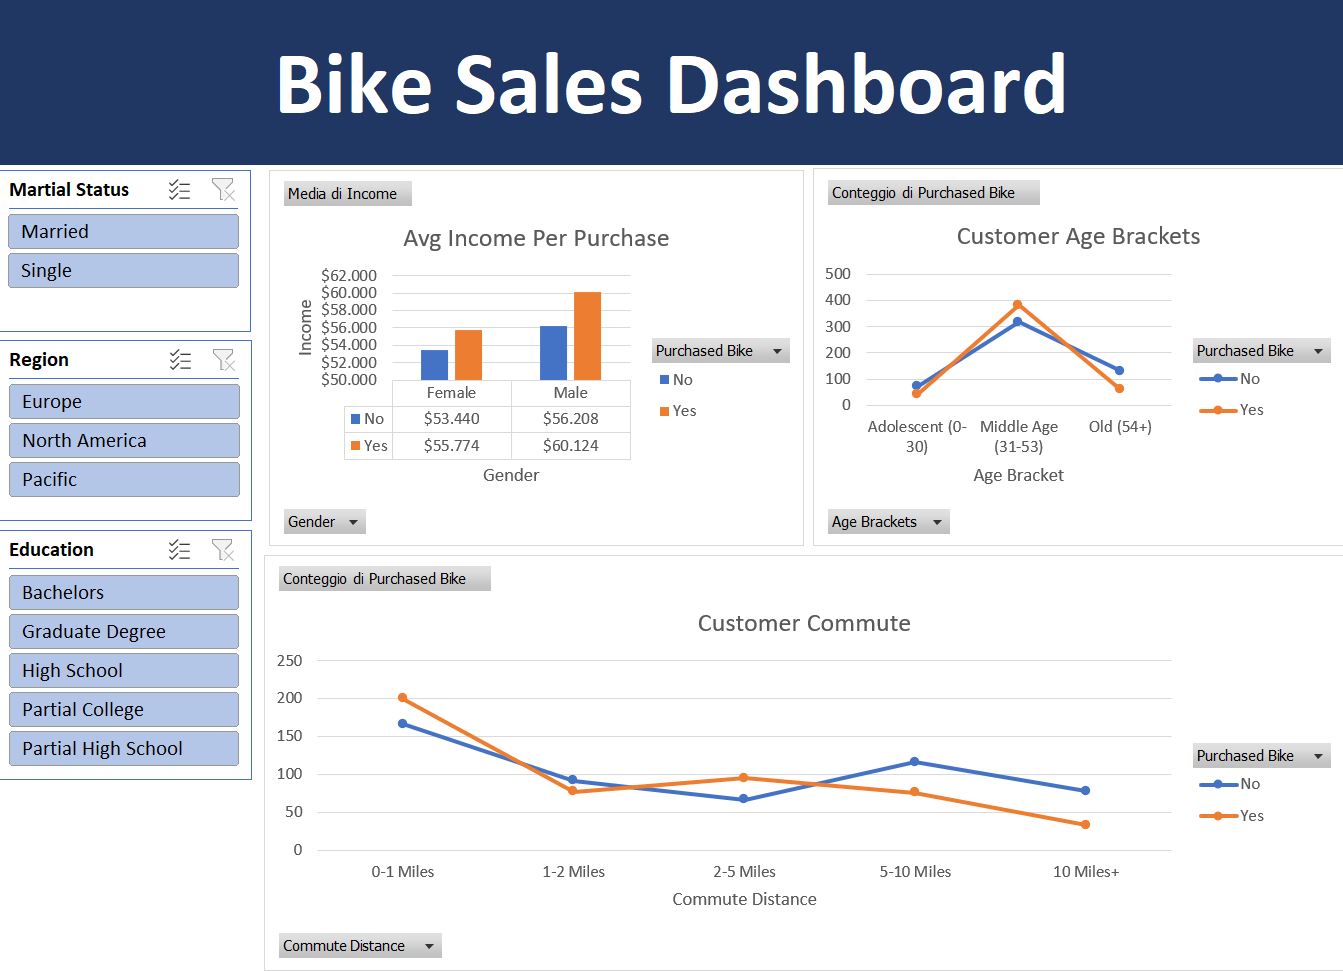 Bike Sales Dashboard
Martial Status
Married
Single
Region
Europe
North America
Pacific
Education
Bachelors
Graduate Degree
High School
Partial College
Partial High School
Media di Income
Avg Income Per Purchase
Income
$62.000
$60.000
$58.000
$56.000
$54.000
$52.000
$50.000
Female Male
No $53.440 $56.208
Yes $55.774 $60.124
Gender
Purchased Bike
No
Yes
Gender
Conteggio di Purchased Bike
Customer Age Brackets
500
400
300
200
100
0
Adolescent (0-
30)
Middle Age
(31-53)
Old (54+)
Age Bracket
Purchased Bike
No
Yes
Age Brackets
Conteggio di Purchased Bike
Customer Commute
250
200
150
100
50
0
0-1 Miles 1-2 Miles 2-5 Miles 5-10 Miles 10 Miles+
Commute Distance
Purchased Bike
No
Yes
Commute Distance